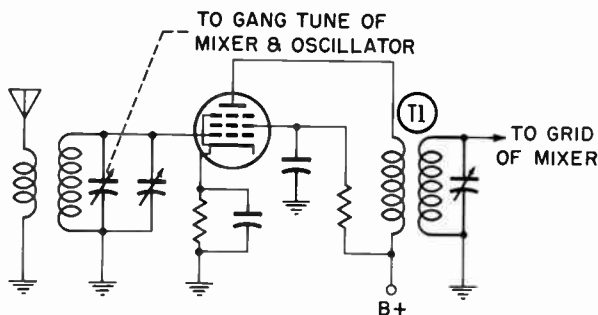 TO GANG TUNE OF
MIXER & OSCILLATOR
T1
TO GRID
OF MIXER
B+